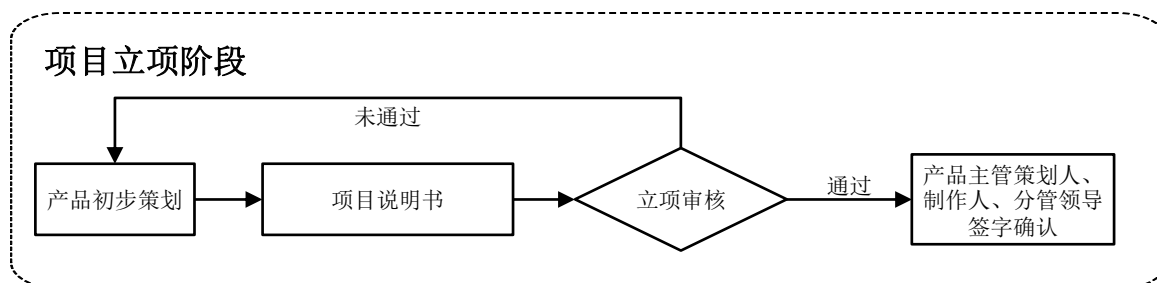 项目立项阶段
未通过
产品初步策划
项目说明书
立项审核
通过
产品主管策划人、
制作人、分管领导
签字确认